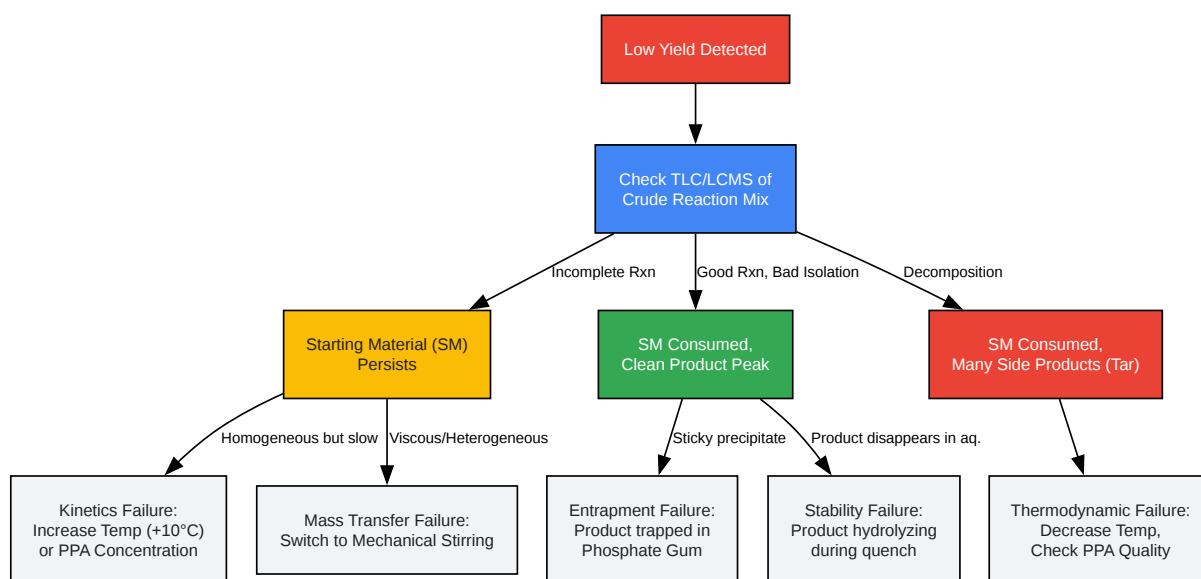 Low Yield Detected
Check TLC/LCMS of
Crude Reaction Mix
Incomplete Rxn
Good Rxn, Bad Isolation
Decomposition
Starting Material (SM)
Persists
SM Consumed,
Clean Product Peak
SM Consumed,
Many Side Products (Tar)
Homogeneous but slow
Viscous/Heterogeneous
Sticky precipitate
Product disappears in aq.
Kinetics Failure:
Increase Temp (+10°C)
or PPA Concentration
Mass Transfer Failure:
Switch to Mechanical Stirring
Entrapment Failure:
Product trapped in
Phosphate Gum
Stability Failure:
Product hydrolyzing
during quench
Thermodynamic Failure:
Decrease Temp,
Check PPA Quality